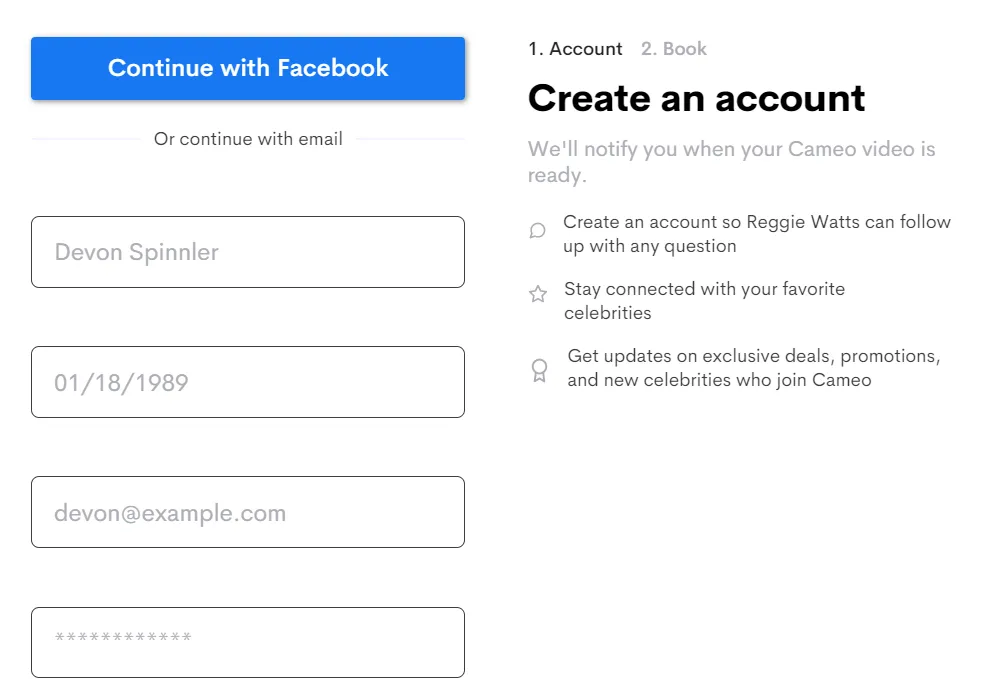 Continue with Facebook
Or continue with email
Devon Spinnler
01/18/1989
devon@example.com
************
1. Account 2. Book
Create an account
We'll notify you when your Cameo video is
ready.
Create an account so Reggie Watts can follow
up with any question
Stay connected with your favorite
celebrities
Get updates on exclusive deals, promotions,
and new celebrities who join Cameo